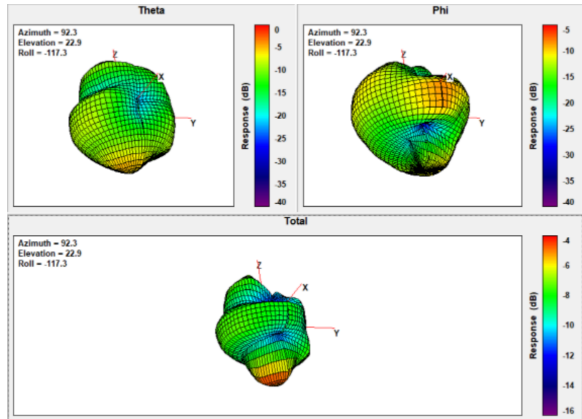 Theta
Azimuth = 92.3
Elevation = 22.9
Roll = -117.3
Z
X
Y
0
-5
-10
-15
-20
-25
-30
-35
-40
Response (dB)
Phi
Azimuth = 92.3
Elevation = 22.9
Roll = -117.3
Z
X
Y
-5
-10
-15
-20
-25
-30
-35
-40
Response (dB)
Total
Azimuth = 92.3
Elevation = 22.9
Roll = -117.3
Z
X
Y
-4
-6
-8
-10
-12
-14
-16
Response (dB)